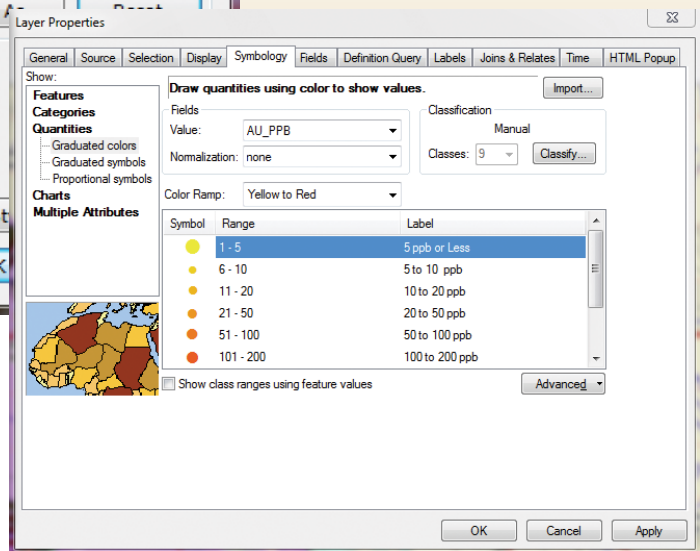 Reset
Layer Properties
General Source Selection Display Symbology Fields Definition Query Labels Joins & Relates Time HTML Popup
Show:
Features
Categories
Quantities
Graduated colors
Graduated symbols
Proportional symbols
Charts
Multiple Attributes
Draw quantities using color to show values.
Import...
Fields
Value: AU_PPB
Normalization: none
Classification
Manual
Classes: 9 Classify...
Color Ramp: Yellow to Red
Symbol Range Label
1 - 5 5 ppb or Less
6 - 10 5 to 10 ppb
11 - 20 10 to 20 ppb
21 - 50 20 to 50 ppb
51 - 100 50 to 100 ppb
101 - 200 100 to 200 ppb
Show class ranges using feature values
Advanced
OK Cancel Apply